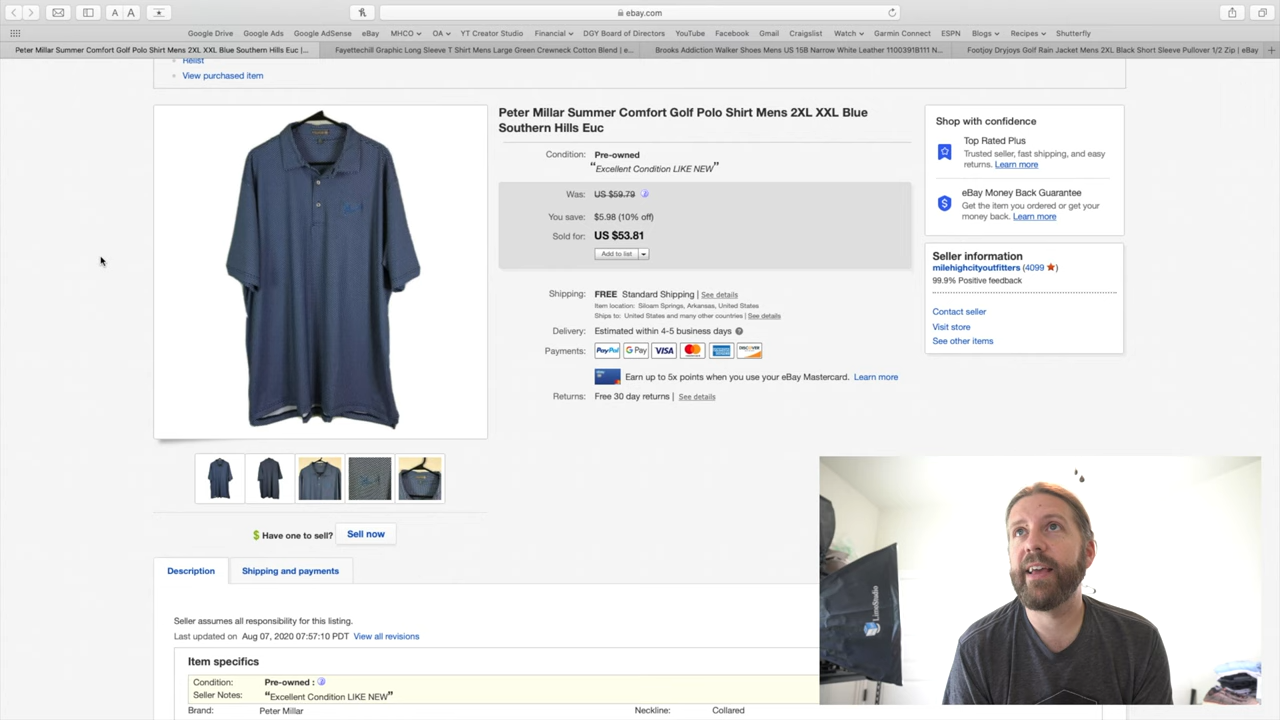 ebay.com
Google Drive Google Ads Google AdSense eBay MHCO OA YT Creator Studio Financial DGY Board of Directors YouTube Facebook Gmail Craigslist Watch Garmin Connect ESPN Blogs Recipes Shutterfly
Peter Millar Summer Comfort Golf Polo Shirt Mens 2XL XXL Blue Southern Hills Euc |...
Fayettechill Graphic Long Sleeve T Shirt Mens Large Green Crewneck Cotton Blend | e...
Brooks Addiction Walker Shoes Mens US 15B Narrow White Leather 1100391B111 N...
Footjoy Dryjoys Golf Rain Jacket Mens 2XL Black Short Sleeve Pullover 1/2 Zip | eBay
Relist
View purchased item
Peter Millar Summer Comfort Golf Polo Shirt Mens 2XL XXL Blue
Southern Hills Euc
Condition: Pre-owned
“Excellent Condition LIKE NEW”
Was: US $59.79
You save: $5.98 (10% off)
Sold for: US $53.81
Add to list
Shipping: FREE Standard Shipping | See details
Item location: Siloam Springs, Arkansas, United States
Ships to: United States and many other countries | See details
Delivery: Estimated within 4-5 business days
Payments: PayPal G Pay VISA mastercard AMERICAN EXPRESS DISCOVER
Earn up to 5x points when you use your eBay Mastercard. Learn more
Returns: Free 30 day returns | See details
Shop with confidence
Top Rated Plus
Trusted seller, fast shipping, and easy
returns. Learn more
eBay Money Back Guarantee
Get the item you ordered or get your
money back. Learn more
Seller information
milehighcityoutfitters (4099)
99.9% Positive feedback
Contact seller
Visit store
See other items
Have one to sell? Sell now
Description
Shipping and payments
Seller assumes all responsibility for this listing.
Last updated on Aug 07, 2020 07:57:10 PDT View all revisions
Item specifics
Condition: Pre-owned :
Seller Notes: “Excellent Condition LIKE NEW”
Brand: Peter Millar
Neckline: Collared
LimoStudio